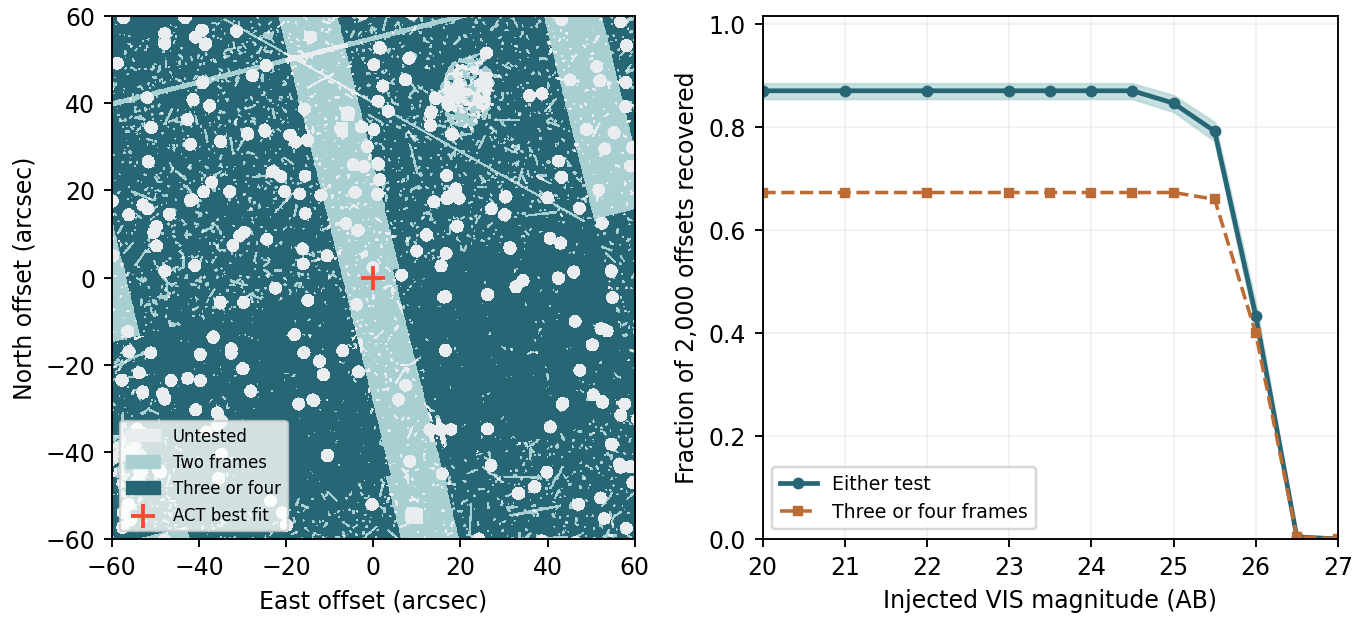 60
40
20
0
−20
−40
−60
−60
−40
−20
0
20
40
60
North offset (arcsec)
East offset (arcsec)
Untested
Two frames
Three or four
ACT best fit
1.0
0.8
0.6
0.4
0.2
0.0
20
21
22
23
24
25
26
27
Fraction of 2,000 offsets recovered
Injected VIS magnitude (AB)
Either test
Three or four frames